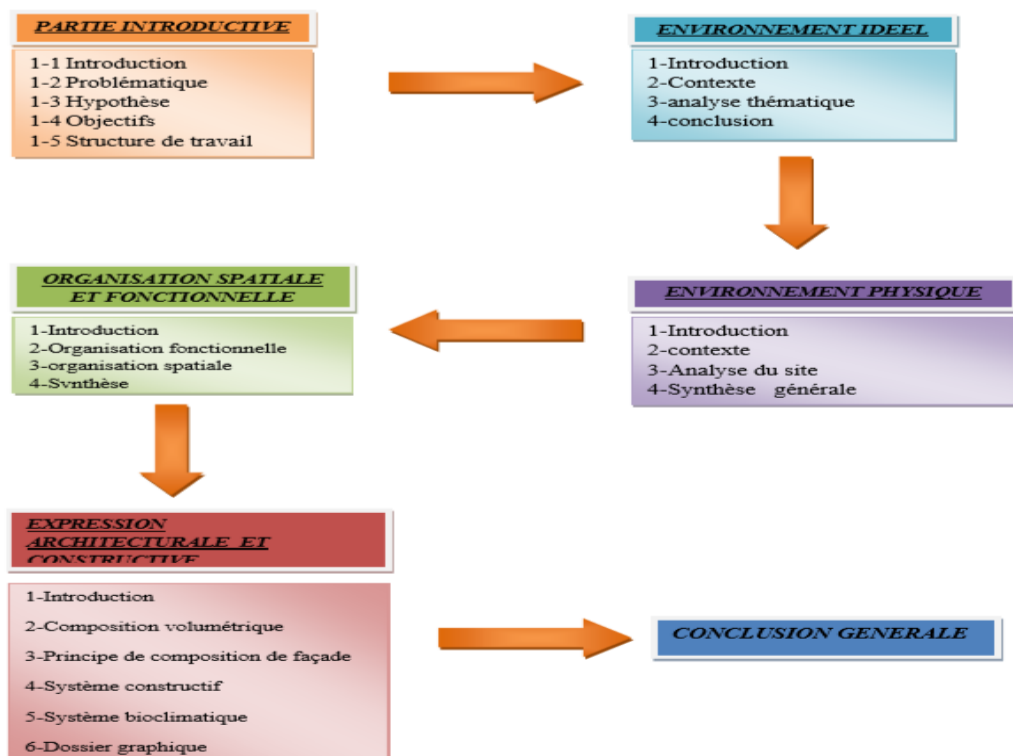 PARTIE INTRODUCTIVE
1-1 Introduction
1-2 Problématique
1-3 Hypothèse
1-4 Objectifs
1-5 Structure de travail
ENVIRONNEMENT IDEEL
1-Introduction
2-Contexte
3-analyse thématique
4-conclusion
ENVIRONNEMENT PHYSIQUE
1-Introduction
2-contexte
3-Analyse du site
4-Synthèse générale
ORGANISATION SPATIALE
ET FONCTIONNELLE
1-Introduction
2-Organisation fonctionnelle
3-organisation spatiale
4-Synthèse
EXPRESSION
ARCHITECTURALE ET
CONSTRUCTIVE
1-Introduction
2-Composition volumétrique
3-Principe de composition de façade
4-Système constructif
5-Système bioclimatique
6-Dossier graphique
CONCLUSION GENERALE